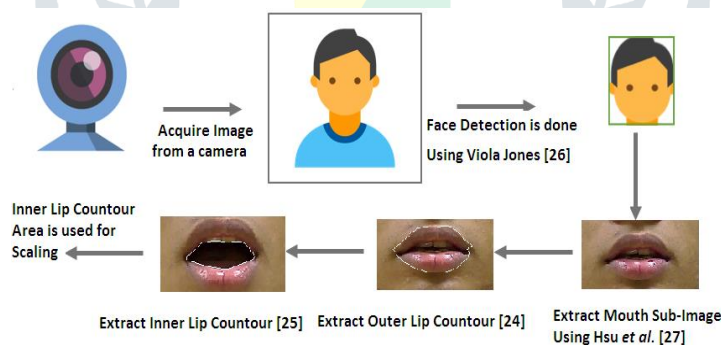 Acquire Image
from a camera
Face Detection is done
Using Viola Jones [26]
Inner Lip Countour
Area is used for
Scaling
Extract Inner Lip Countour [25]
Extract Outer Lip Countour [24]
Extract Mouth Sub-Image
Using Hsu et al. [27]